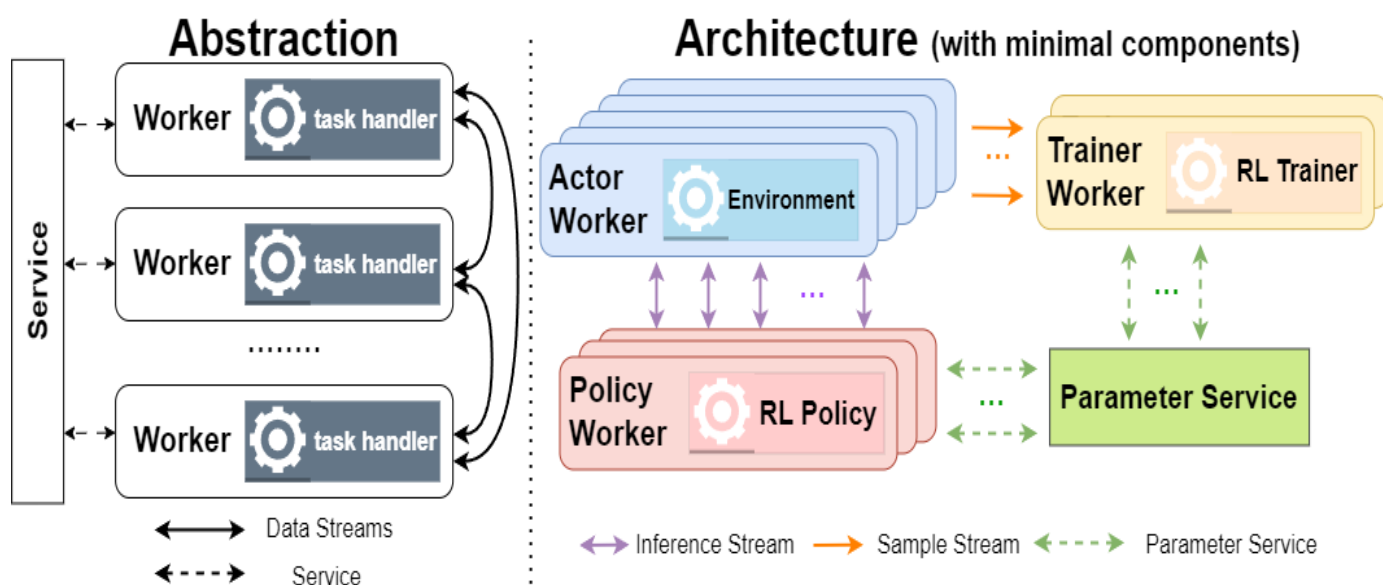 Abstraction
Service
Worker
task handler
Worker
task handler
........
Worker
task handler
Data Streams
Service
Architecture (with minimal components)
Actor
Worker
Environment
...
Trainer
Worker
RL Trainer
...
...
Policy
Worker
RL Policy
...
Parameter Service
Inference Stream
Sample Stream
Parameter Service